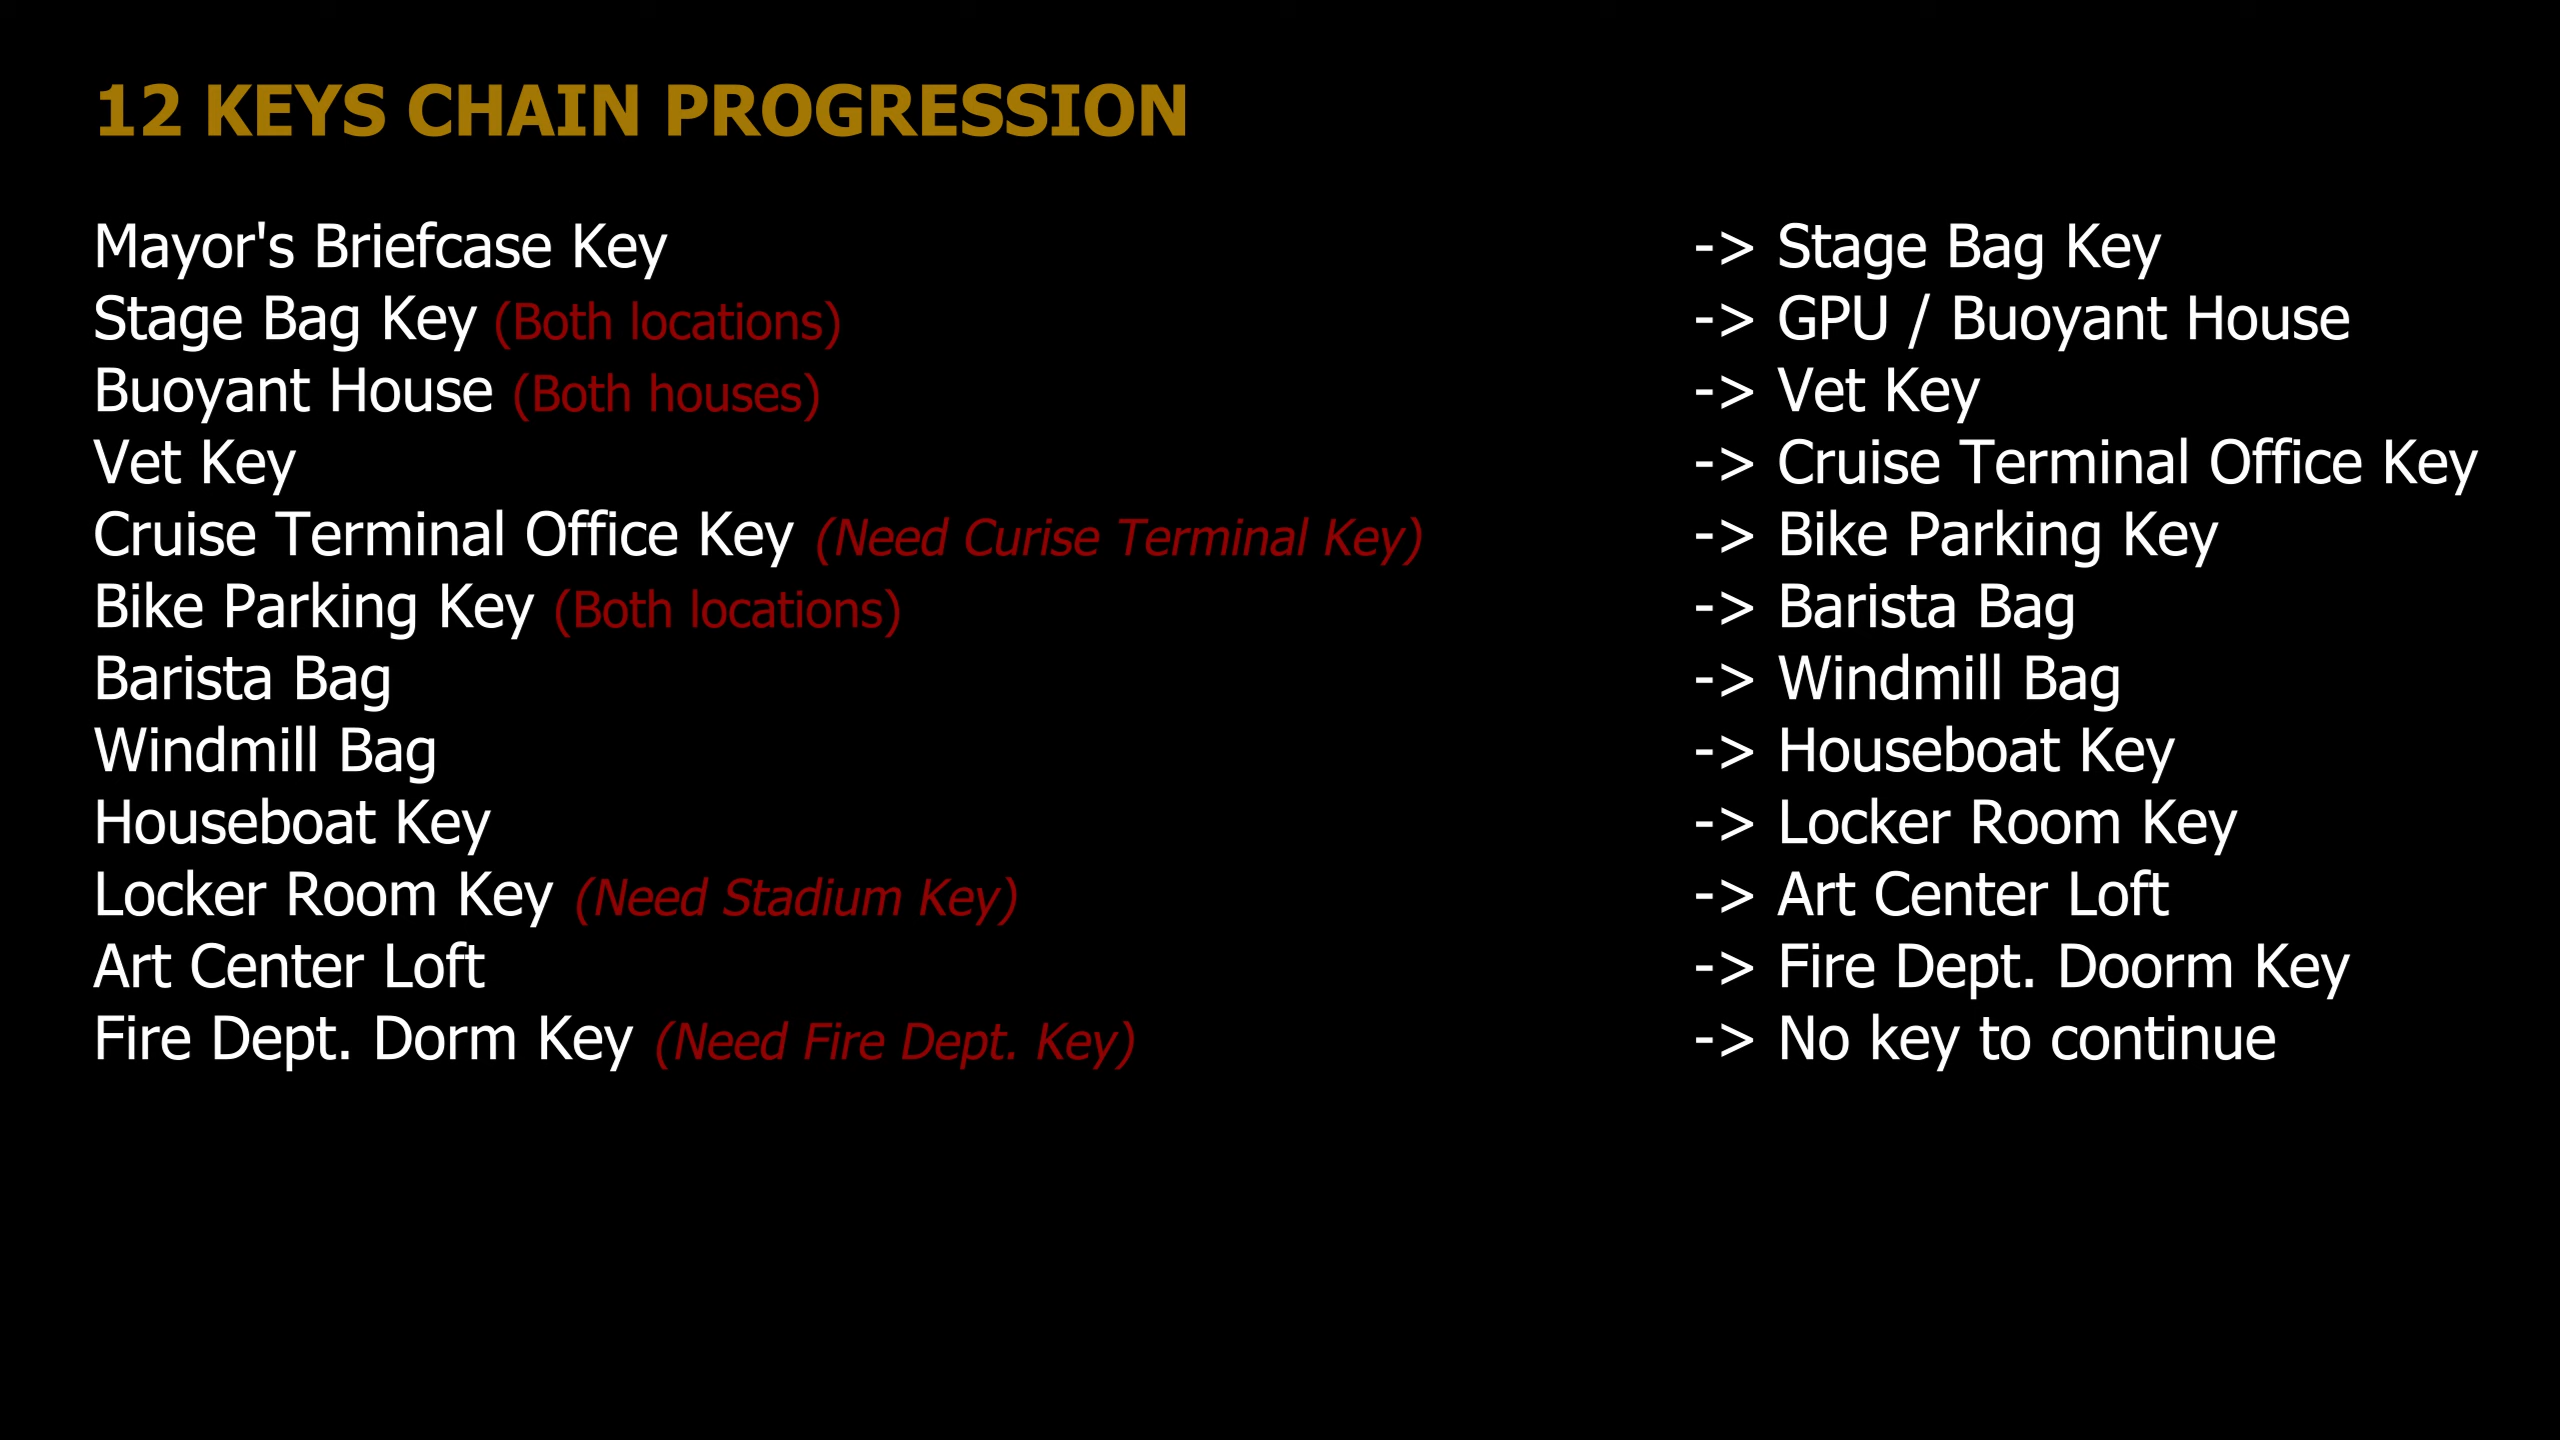 12 KEYS CHAIN PROGRESSION
Mayor's Briefcase Key -> Stage Bag Key
Stage Bag Key (Both locations) -> GPU / Buoyant House
Buoyant House (Both houses) -> Vet Key
Vet Key -> Cruise Terminal Office Key
Cruise Terminal Office Key (Need Curise Terminal Key) -> Bike Parking Key
Bike Parking Key (Both locations) -> Barista Bag
Barista Bag -> Windmill Bag
Windmill Bag -> Houseboat Key
Houseboat Key -> Locker Room Key
Locker Room Key (Need Stadium Key) -> Art Center Loft
Art Center Loft -> Fire Dept. Doorm Key
Fire Dept. Dorm Key (Need Fire Dept. Key) -> No key to continue